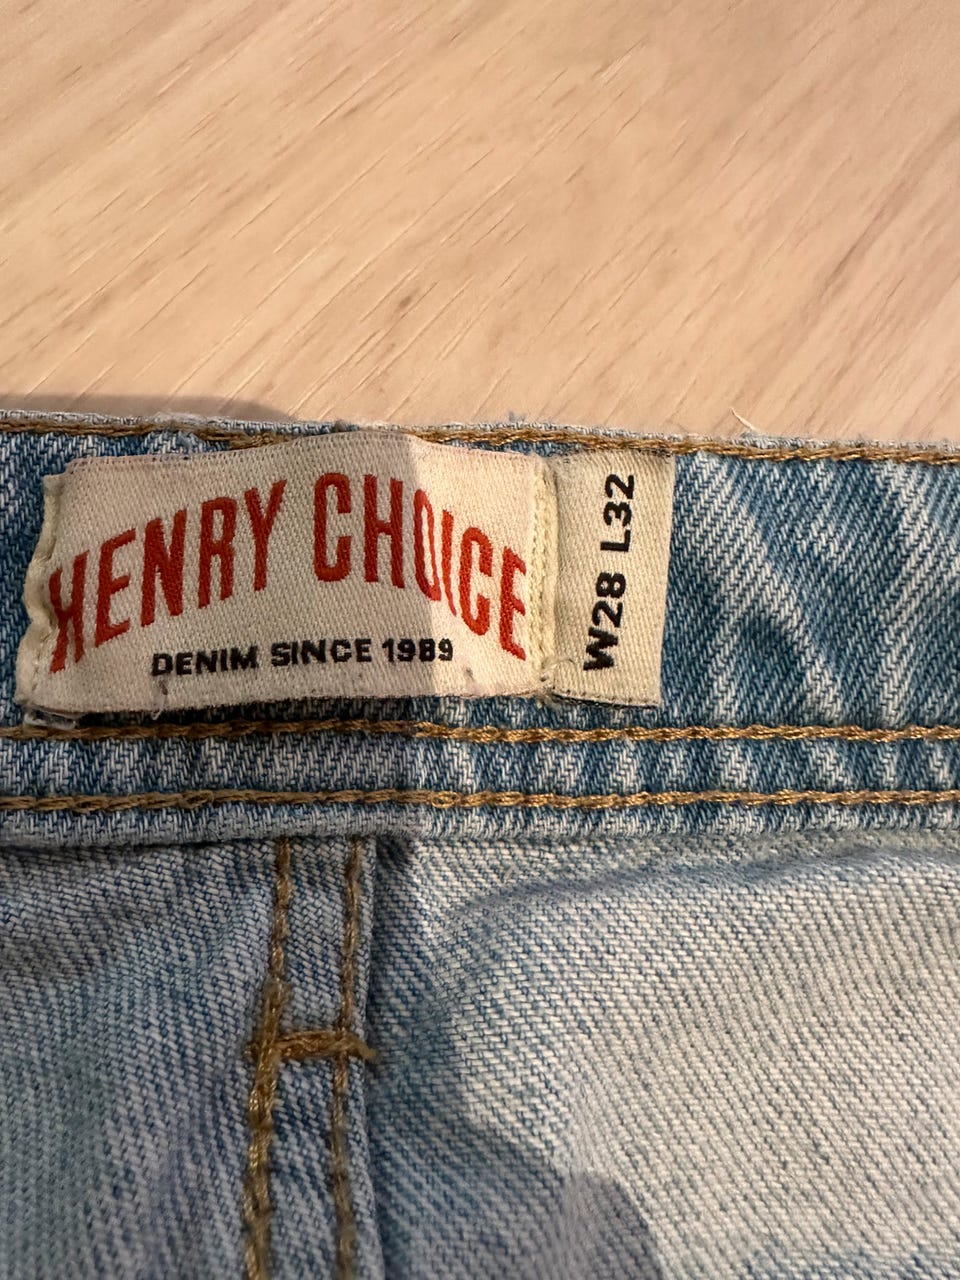 HENRY CHOICE
DENIM SINCE 1989
W28 L32